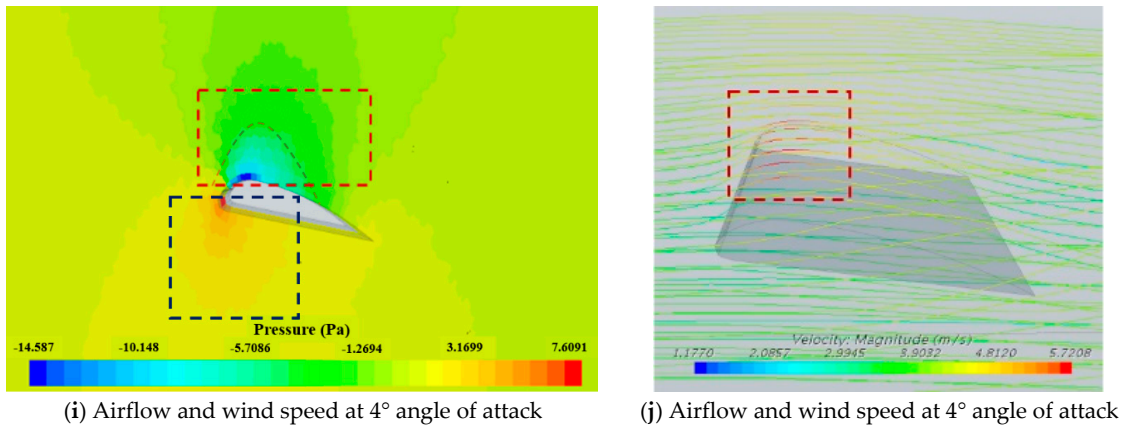 Pressure (Pa)
-14.587 -10.148 -5.7086 -1.2694 3.1699 7.6091
(i) Airflow and wind speed at 4° angle of attack
Velocity: Magnitude (m/s)
1.1770 2.0857 2.9945 3.9032 4.8120 5.7208
(j) Airflow and wind speed at 4° angle of attack